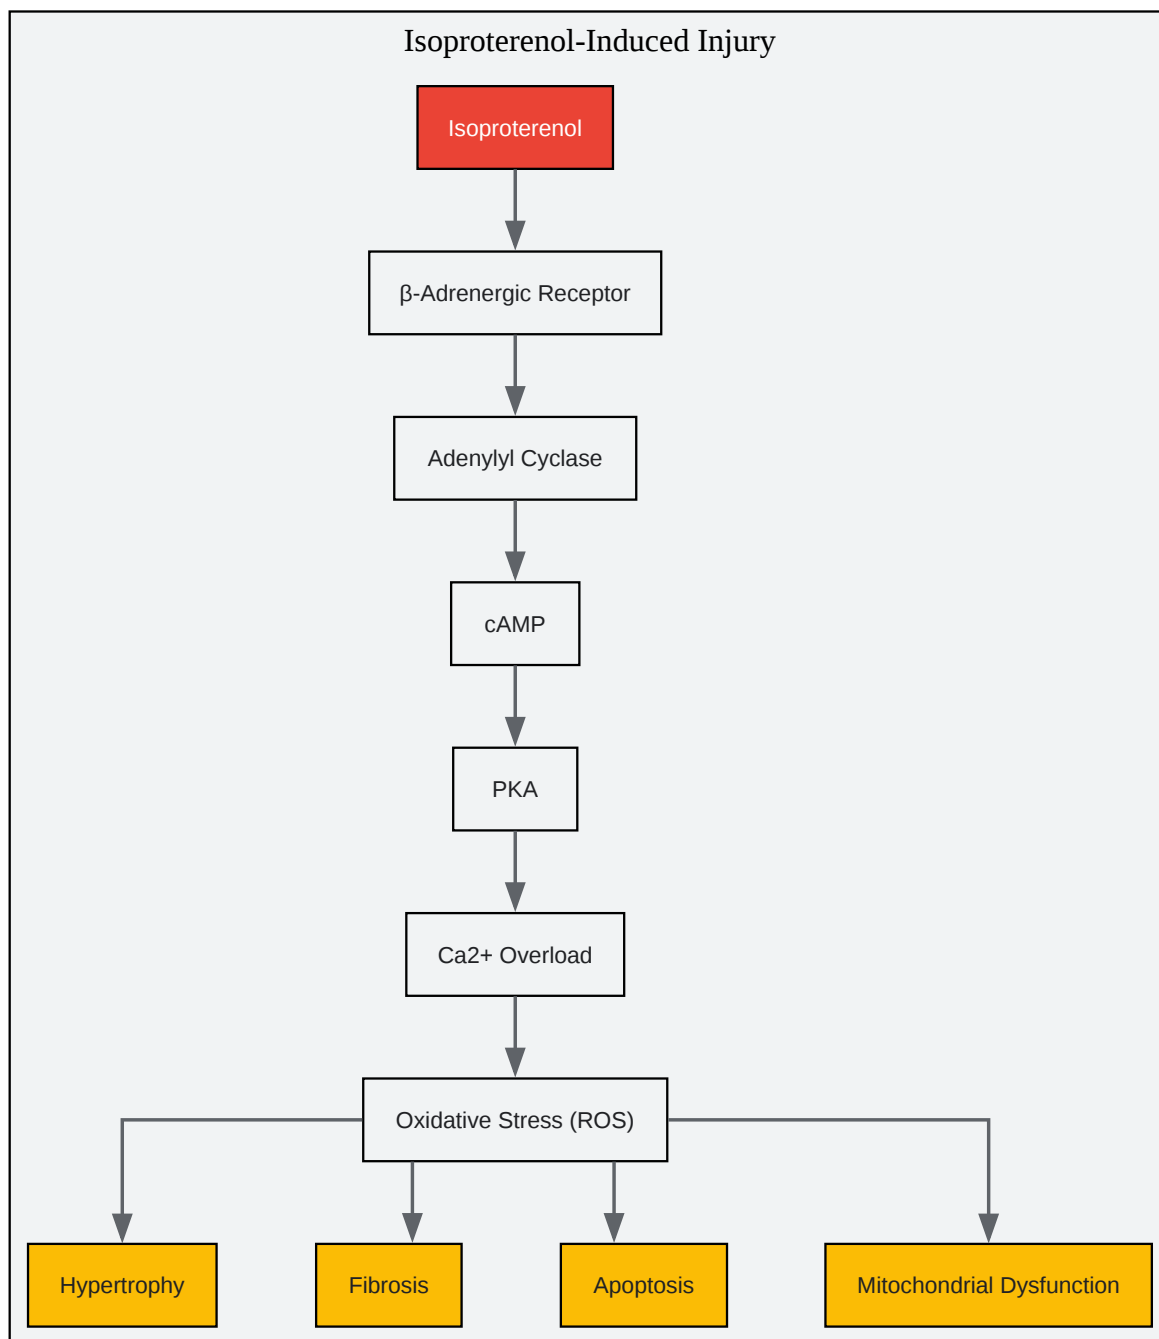 Isoproterenol-Induced Injury
Isoproterenol
β-Adrenergic Receptor
Adenylyl Cyclase
cAMP
PKA
Ca2+ Overload
Oxidative Stress (ROS)
Hypertrophy
Fibrosis
Apoptosis
Mitochondrial Dysfunction